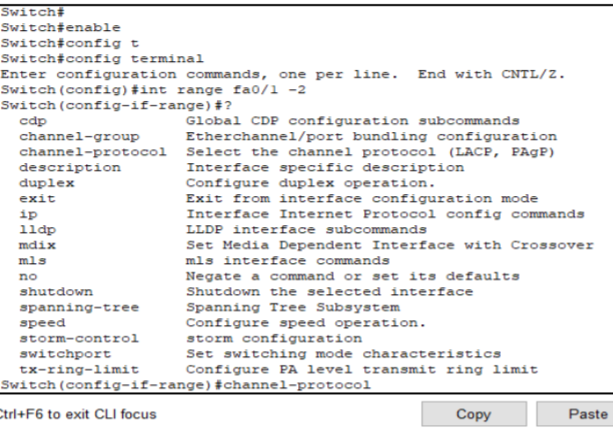 Switch#
Switch#enable
Switch#config t
Switch#config terminal
Enter configuration commands, one per line.  End with CNTL/Z.
Switch(config)#int range fa0/1 -2
Switch(config-if-range)#?
  cdp               Global CDP configuration subcommands
  channel-group     Etherchannel/port bundling configuration
  channel-protocol  Select the channel protocol (LACP, PAgP)
  description       Interface specific description
  duplex            Configure duplex operation.
  exit              Exit from interface configuration mode
  ip                Interface Internet Protocol config commands
  lldp              LLDP interface subcommands
  mdix              Set Media Dependent Interface with Crossover
  mls               mls interface commands
  no                Negate a command or set its defaults
  shutdown          Shutdown the selected interface
  spanning-tree     Spanning Tree Subsystem
  speed             Configure speed operation.
  storm-control     storm configuration
  switchport        Set switching mode characteristics
  tx-ring-limit     Configure PA level transmit ring limit
Switch(config-if-range)#channel-protocol
Ctrl+F6 to exit CLI focus
Copy
Paste